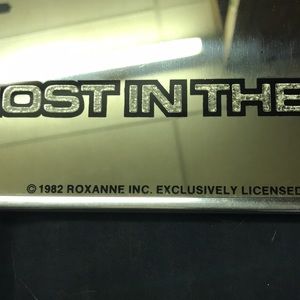 OST IN THE
© 1982 ROXANNE INC. EXCLUSIVELY LICENSED